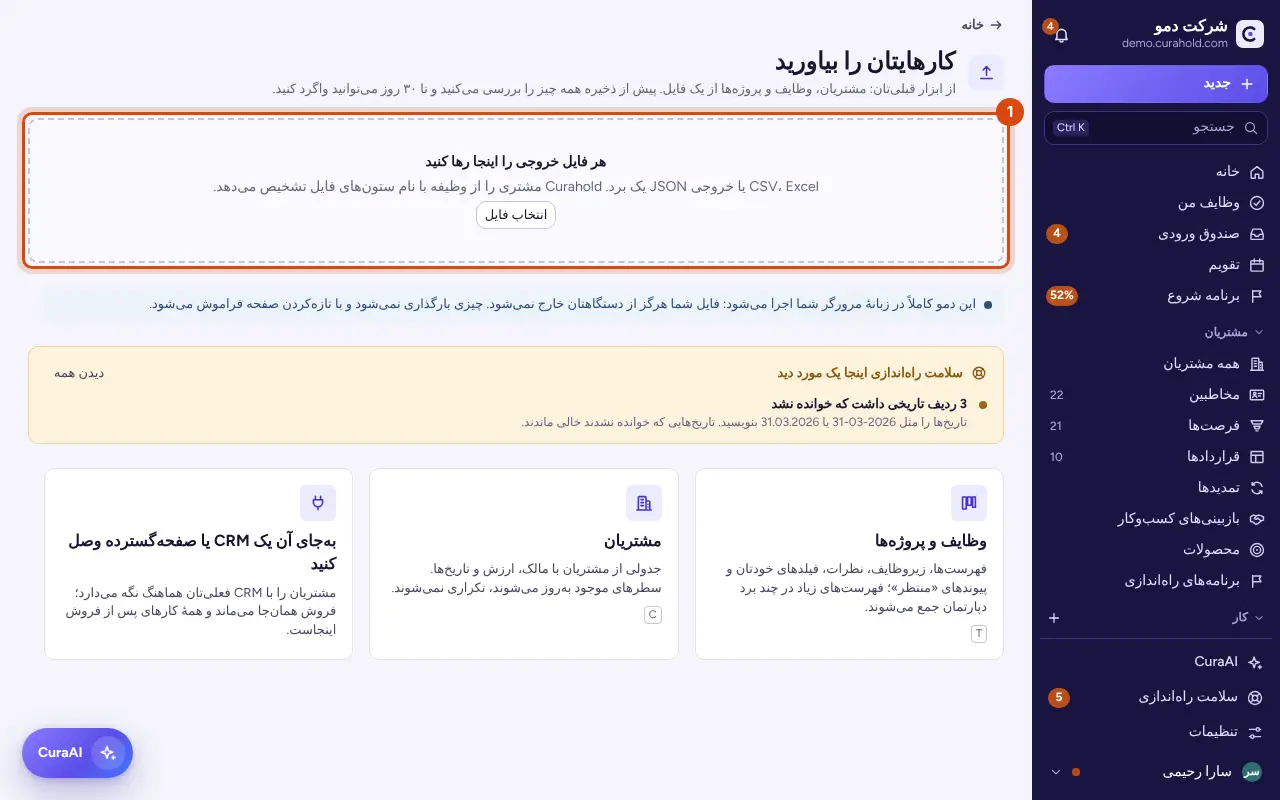 شرکت دمو
demo.curahold.com
4
جدید
جستجو
Ctrl K
خانه
وظایف من
صندوق ورودی
4
تقویم
برنامه شروع
52%
مشتریان
همه مشتریان
مخاطبین
22
فرصت‌ها
21
قراردادها
10
تمدیدها
بازبینی‌های کسب‌وکار
محصولات
برنامه‌های راه‌اندازی
کار
CuraAI
سلامت راه‌اندازی
5
تنظیمات
سر
سارا رحیمی
خانه
کارهایتان را بیاورید
از ابزار قبلی‌تان: مشتریان، وظایف و پروژه‌ها از یک فایل. پیش از ذخیره همه چیز را بررسی می‌کنید و تا ۳۰ روز می‌توانید واگرد کنید.
1
هر فایل خروجی را اینجا رها کنید
CSV، Excel یا خروجی JSON یک برد. Curahold مشتری را از وظیفه با نام ستون‌های فایل تشخیص می‌دهد.
انتخاب فایل
این دمو کاملاً در زبانهٔ مرورگر شما اجرا می‌شود: فایل شما هرگز از دستگاهتان خارج نمی‌شود. چیزی بارگذاری نمی‌شود و با تازه‌کردن صفحه فراموش می‌شود.
سلامت راه‌اندازی اینجا یک مورد دید
دیدن همه
3 ردیف تاریخی داشت که خوانده نشد
تاریخ‌ها را مثل 2026-03-31 یا 31.03.2026 بنویسید. تاریخ‌هایی که خوانده نشدند خالی ماندند.
وظایف و پروژه‌ها
فهرست‌ها، زیروظایف، نظرات، فیلدهای خودتان و
پیوندهای «منتظر»؛ فهرست‌های زیاد در چند برد
دپارتمان جمع می‌شوند.
T
مشتریان
جدولی از مشتریان با مالک، ارزش و تاریخ‌ها.
سطرهای موجود به‌روز می‌شوند، تکراری نمی‌شوند.
C
به‌جای آن یک CRM یا صفحه‌گسترده وصل
کنید
مشتریان را با CRM فعلی‌تان هماهنگ نگه می‌دارد؛
فروش همان‌جا می‌ماند و همهٔ کارهای پس از فروش
اینجاست.
CuraAI